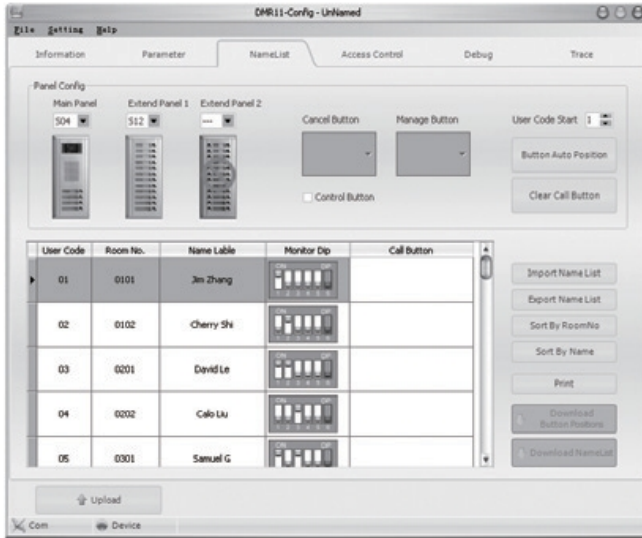 DMR11-Config - UnNamed
File Setting Help
Information Parameter NameList Access Control Debug Trace
Panel Config
Main Panel Extend Panel 1 Extend Panel 2
S04 S12 ---
Cancel Button Manage Button User Code Start 1
Control Button
Button Auto Position
Clear Call Button
User Code Room No. Name Lable Monitor Dip Call Button
01 0101 Jim Zhang
02 0102 Cherry Shi
03 0201 David Le
04 0202 Calo Liu
05 0301 Samuel G
Import Name List
Export Name List
Sort By RoomNo
Sort By Name
Print
Download
Button Positions
Download NameList
Upload
Com Device